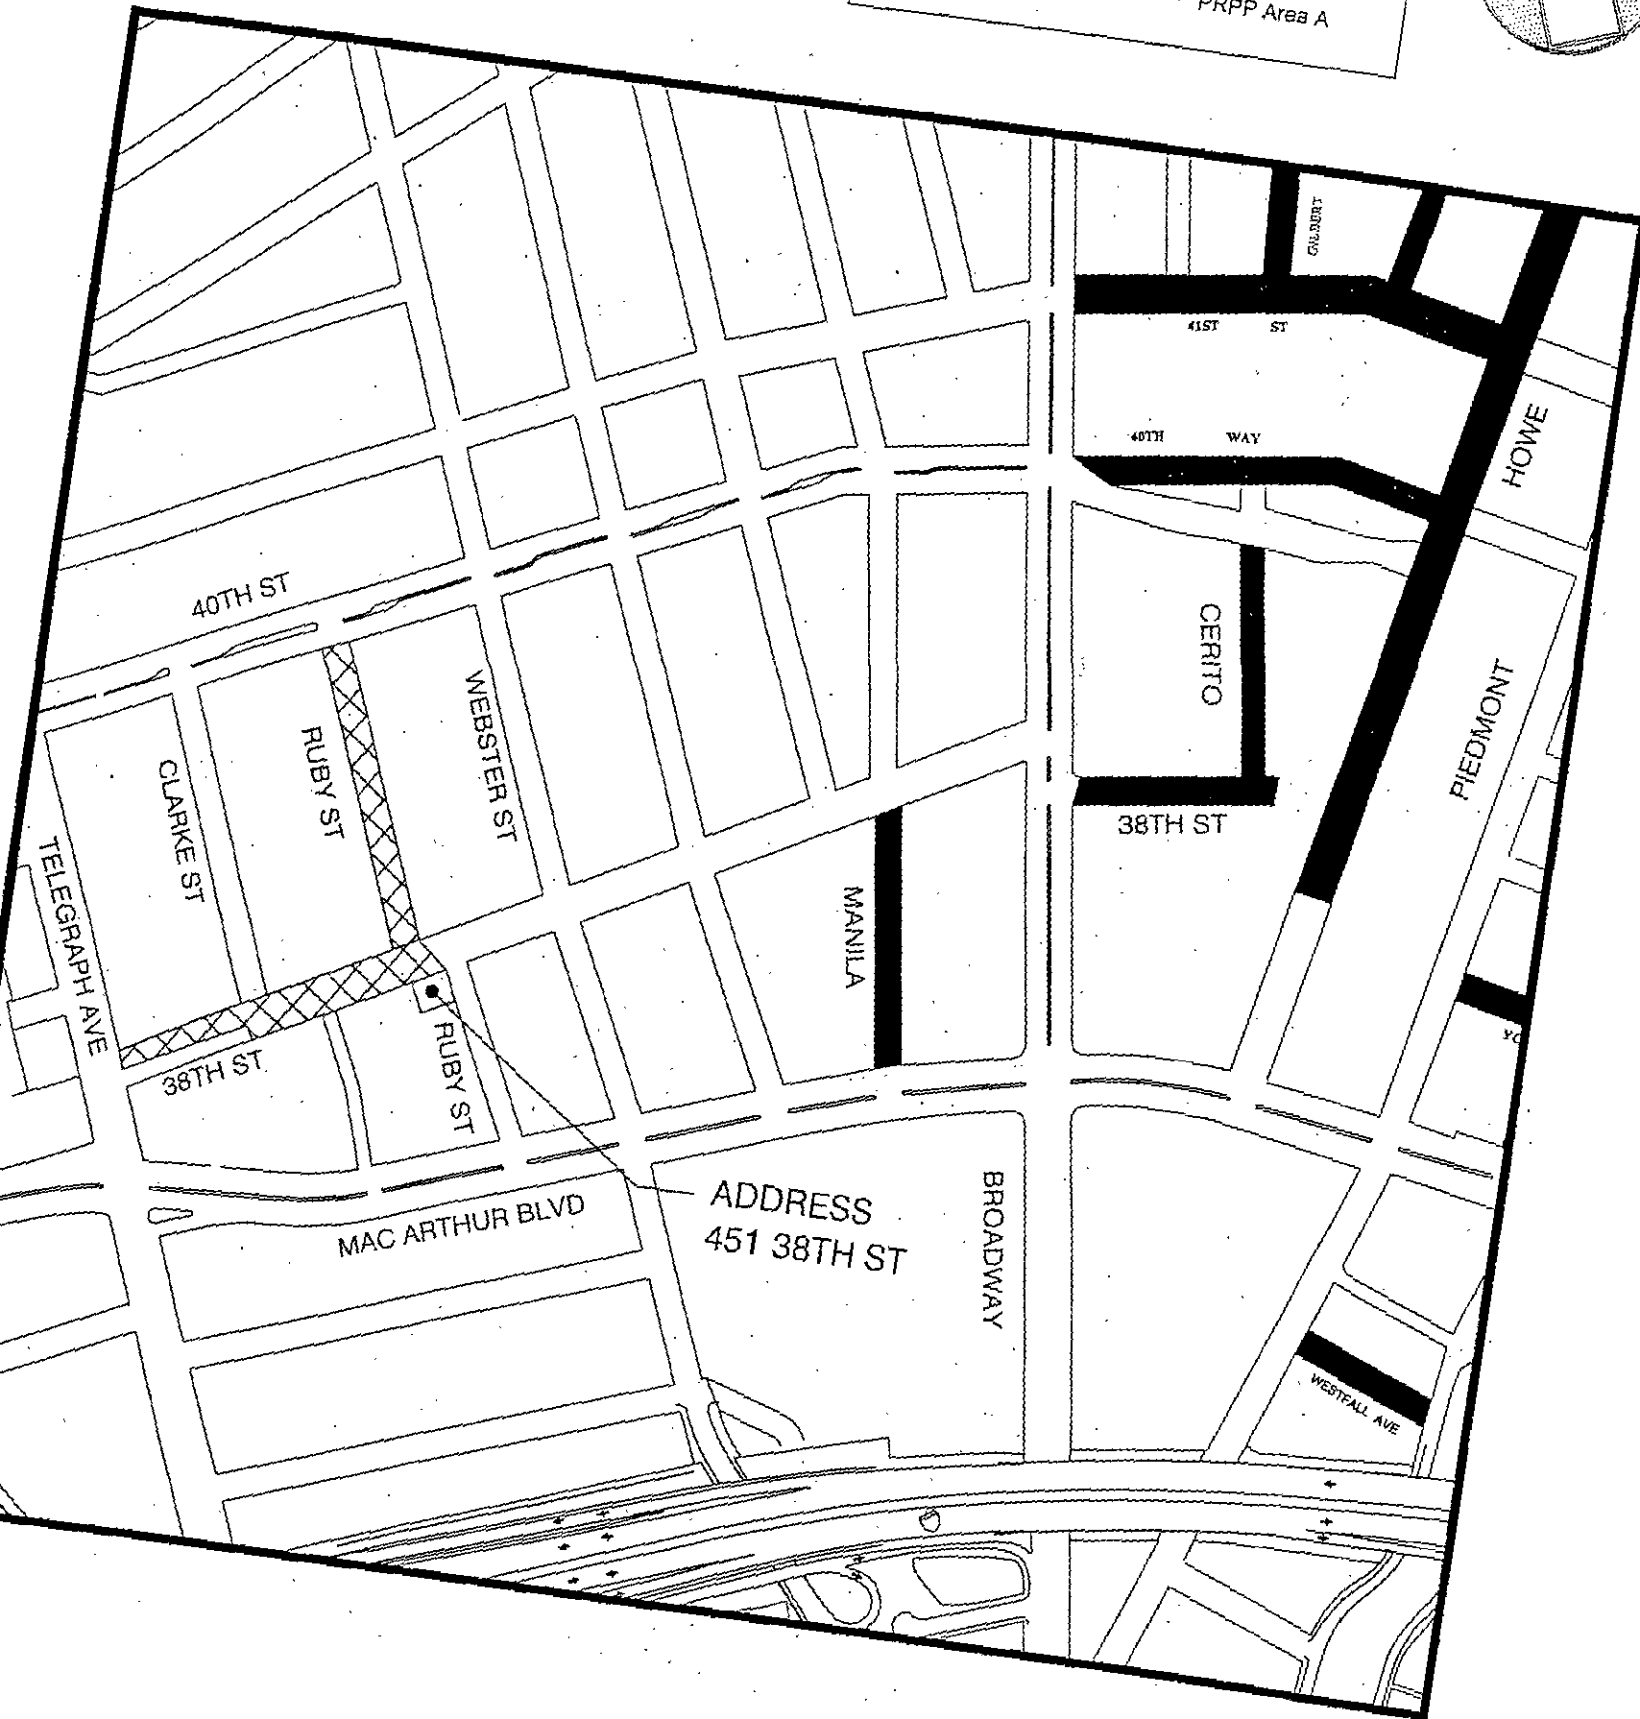 PRPP Area A
GILBERT
41ST ST
40TH WAY
HOWE
40TH ST
CERITO
PIEDMONT
WEBSTER ST
RUBY ST
CLARKE ST
TELEGRAPH AVE
38TH ST
MANILA
38TH ST
RUBY ST
MAC ARTHUR BLVD
ADDRESS
451 38TH ST
BROADWAY
WESTFALL AVE